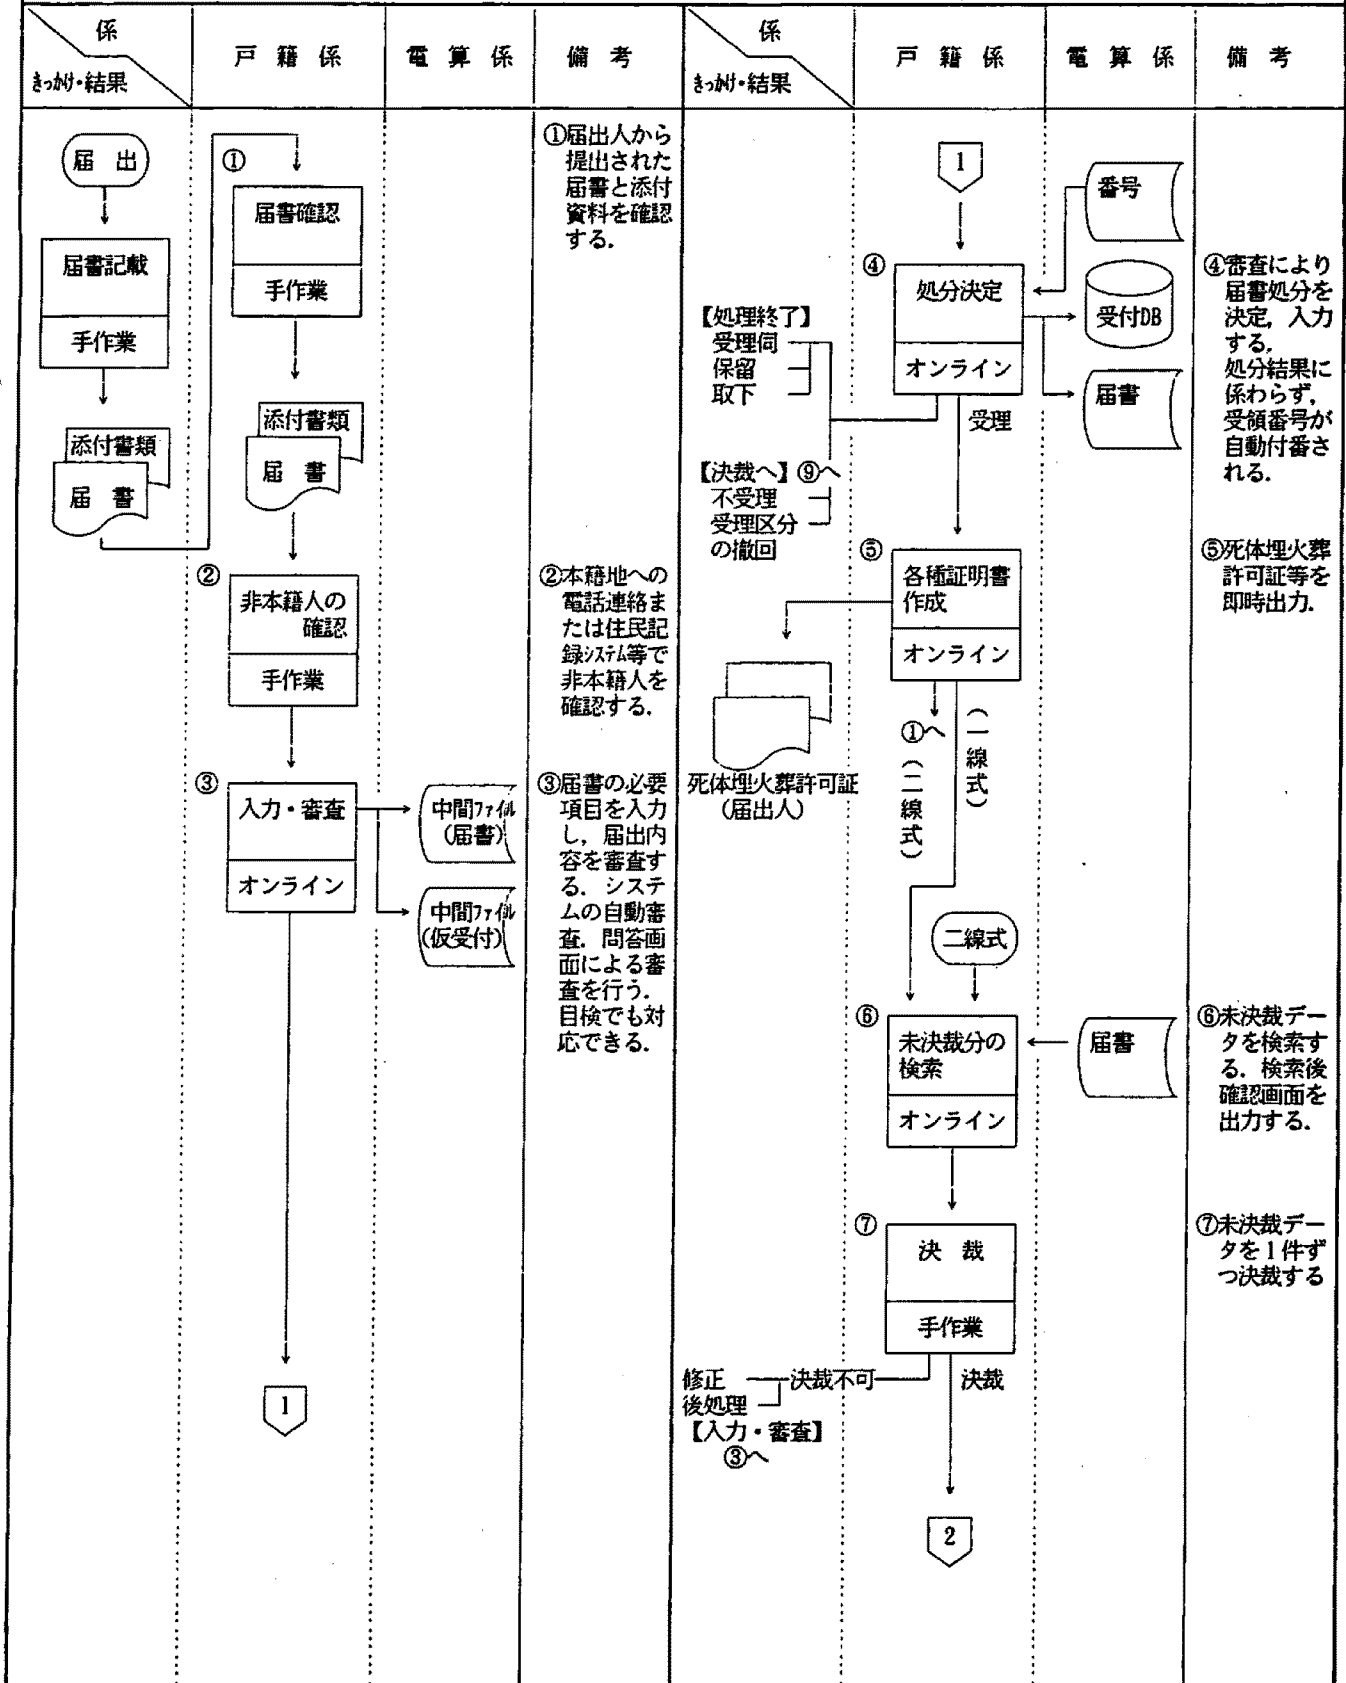 係
きっかけ・結果
戸籍係
電算係
備考
届出
届書記載
手作業
添付書類
届書
①
届書確認
手作業
添付書類
届書
②
非本籍人の
確認
手作業
③
入力・審査
オンライン
1
中間ファイル
(届書)
中間ファイル
(仮受付)
①届出人から
提出された
届書と添付
資料を確認
する.
②本籍地への
電話連絡ま
たは住民記
録システム等で
非本籍人を
確認する.
③届書の必要
項目を入力
し，届出内
容を審査す
る．システ
ムの自動審
査．問答画
面による審
査を行う．
目検でも対
応できる.
係
きっかけ・結果
戸籍係
電算係
備考
1
④
処分決定
オンライン
番号
受付DB
届書
【処理終了】
受理伺
保留
取下
受理
【決裁へ】⑨へ
不受理
受理区分
の撤回
⑤
各種証明書
作成
オンライン
死体埋火葬許可証
(届出人)
①へ(二線式)
(一線式)
二線式
⑥
未決裁分の
検索
オンライン
届書
⑦
決裁
手作業
修正
後処理
決裁不可
決裁
【入力・審査】
③へ
2
④審査により
届書処分を
決定，入力
する.
処分結果に
係わらず，
受領番号が
自動付番さ
れる.
⑤死体埋火葬
許可証等を
即時出力.
⑥未決裁デー
タを検索す
る．検索後
確認画面を
出力する.
⑦未決裁デー
タを1件ず
つ決裁する